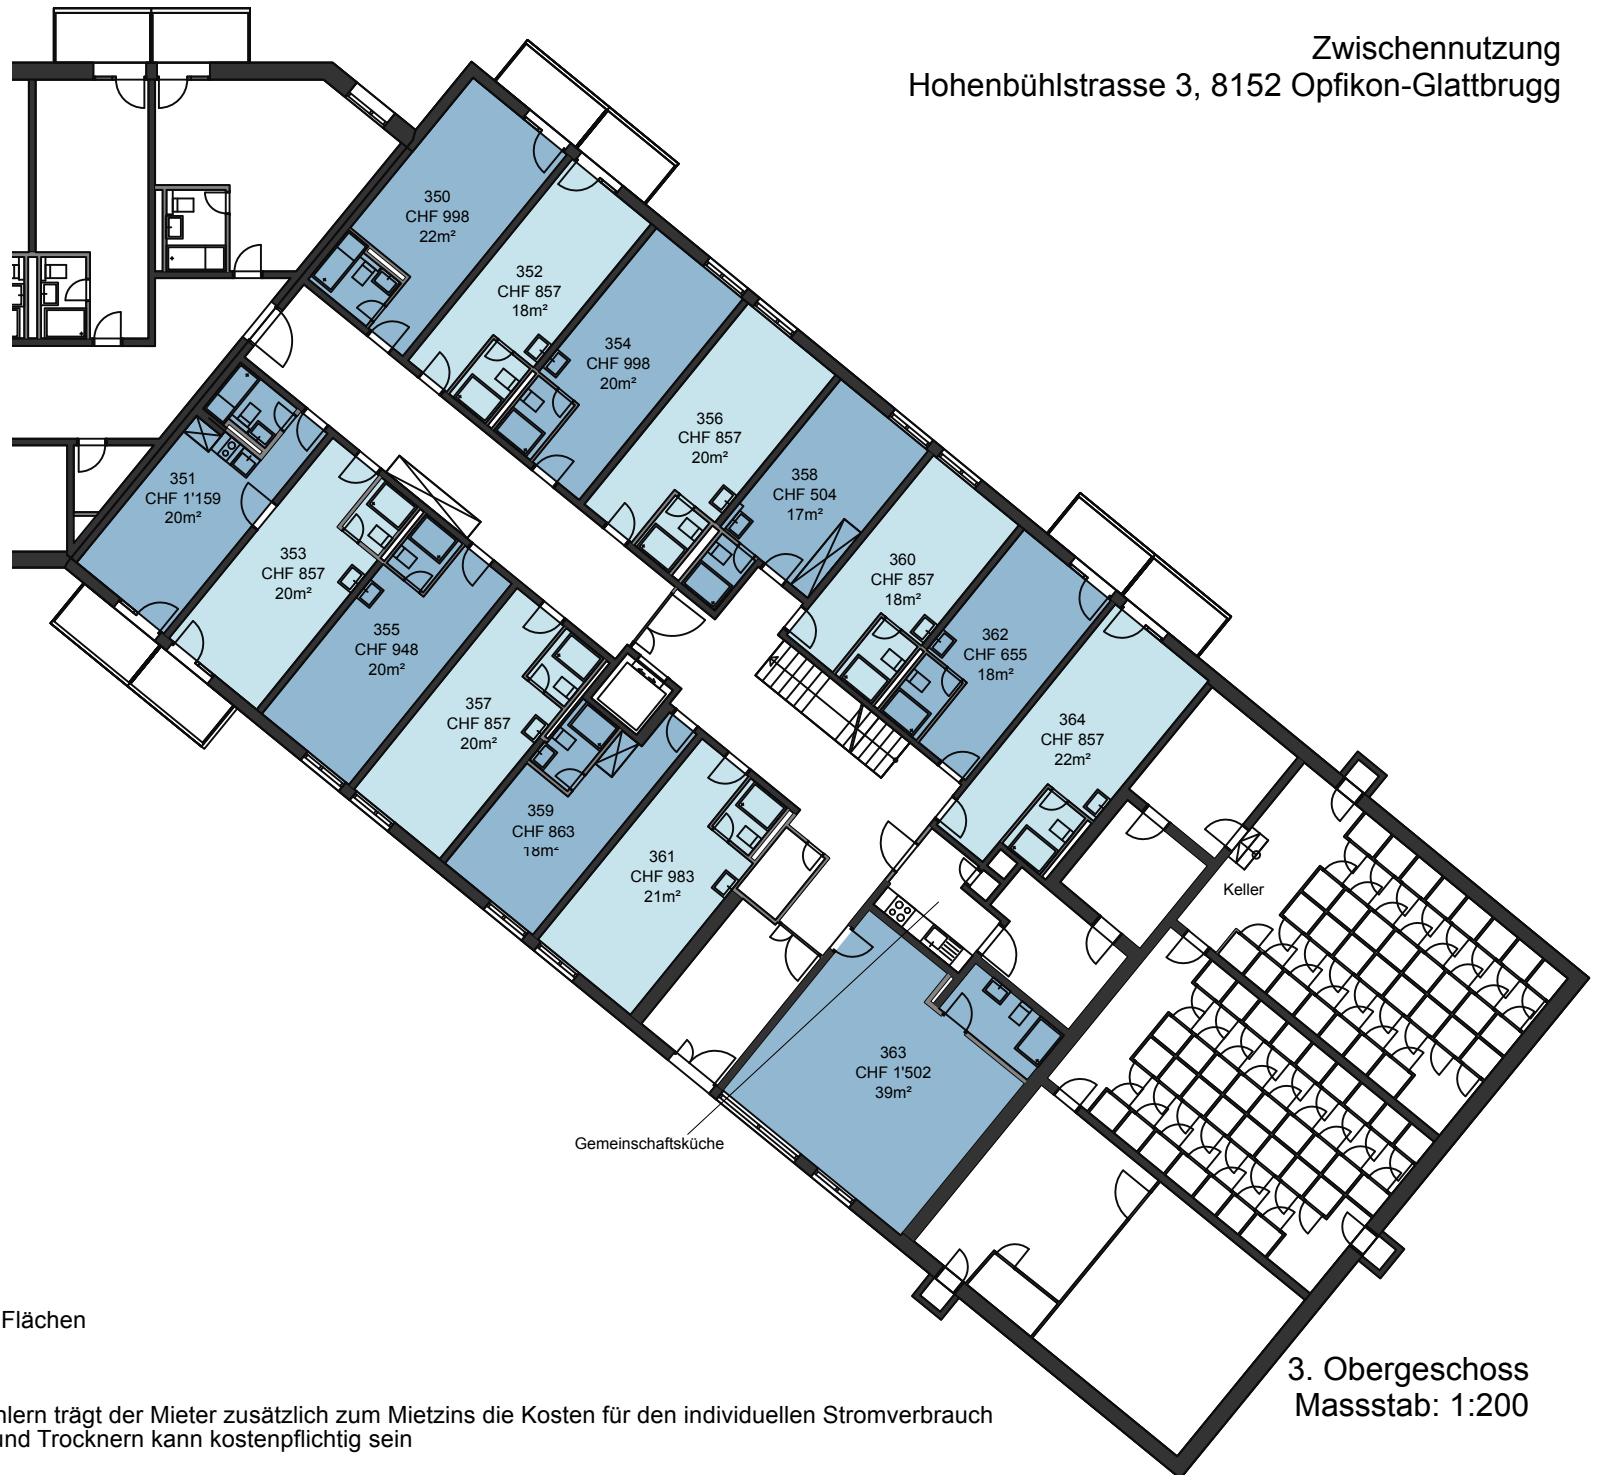 Zwischennutzung
Hohenbühlstrasse 3, 8152 Opfikon-Glattbrugg
350
CHF 998
22m²
352
CHF 857
18m²
354
CHF 998
20m²
356
CHF 857
20m²
358
CHF 504
17m²
360
CHF 857
18m²
362
CHF 655
18m²
364
CHF 857
22m²
351
CHF 1'159
20m²
353
CHF 857
20m²
355
CHF 948
20m²
357
CHF 857
20m²
359
CHF 863
18m²
361
CHF 983
21m²
363
CHF 1'502
39m²
Keller
Gemeinschaftsküche
Flächen
3. Obergeschoss
Massstab: 1:200
hlern trägt der Mieter zusätzlich zum Mietzins die Kosten für den individuellen Stromverbrauch
und Trocknern kann kostenpflichtig sein